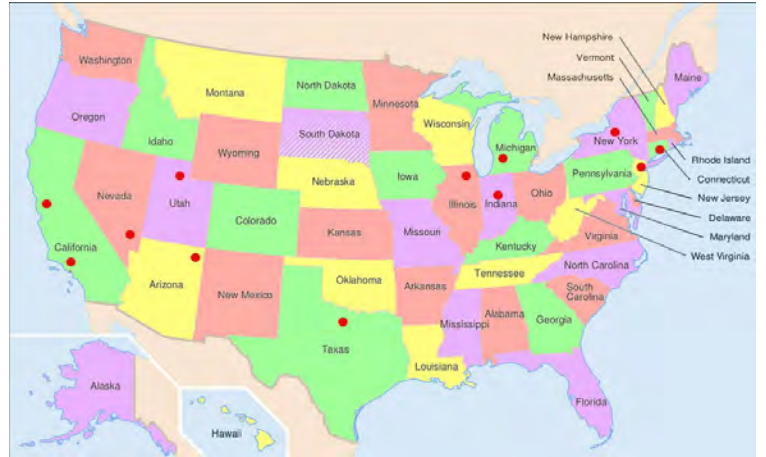 New Hampshire
Vermont
Massachusetts
Washington
Montana
North Dakota
Minnesota
Maine
Oregon
Idaho
Wyoming
South Dakota
Wisconsin
Michigan
New York
Rhode Island
Connecticut
New Jersey
Delaware
Maryland
West Virginia
Nevada
Utah
Colorado
Nebraska
Iowa
Illinois
Indiana
Ohio
Pennsylvania
California
Kansas
Missouri
Kentucky
Virginia
Arizona
New Mexico
Oklahoma
Arkansas
Tennessee
North Carolina
South
Carolina
Texas
Louisiana
Mississippi
Alabama
Georgia
Florida
Alaska
Hawaii